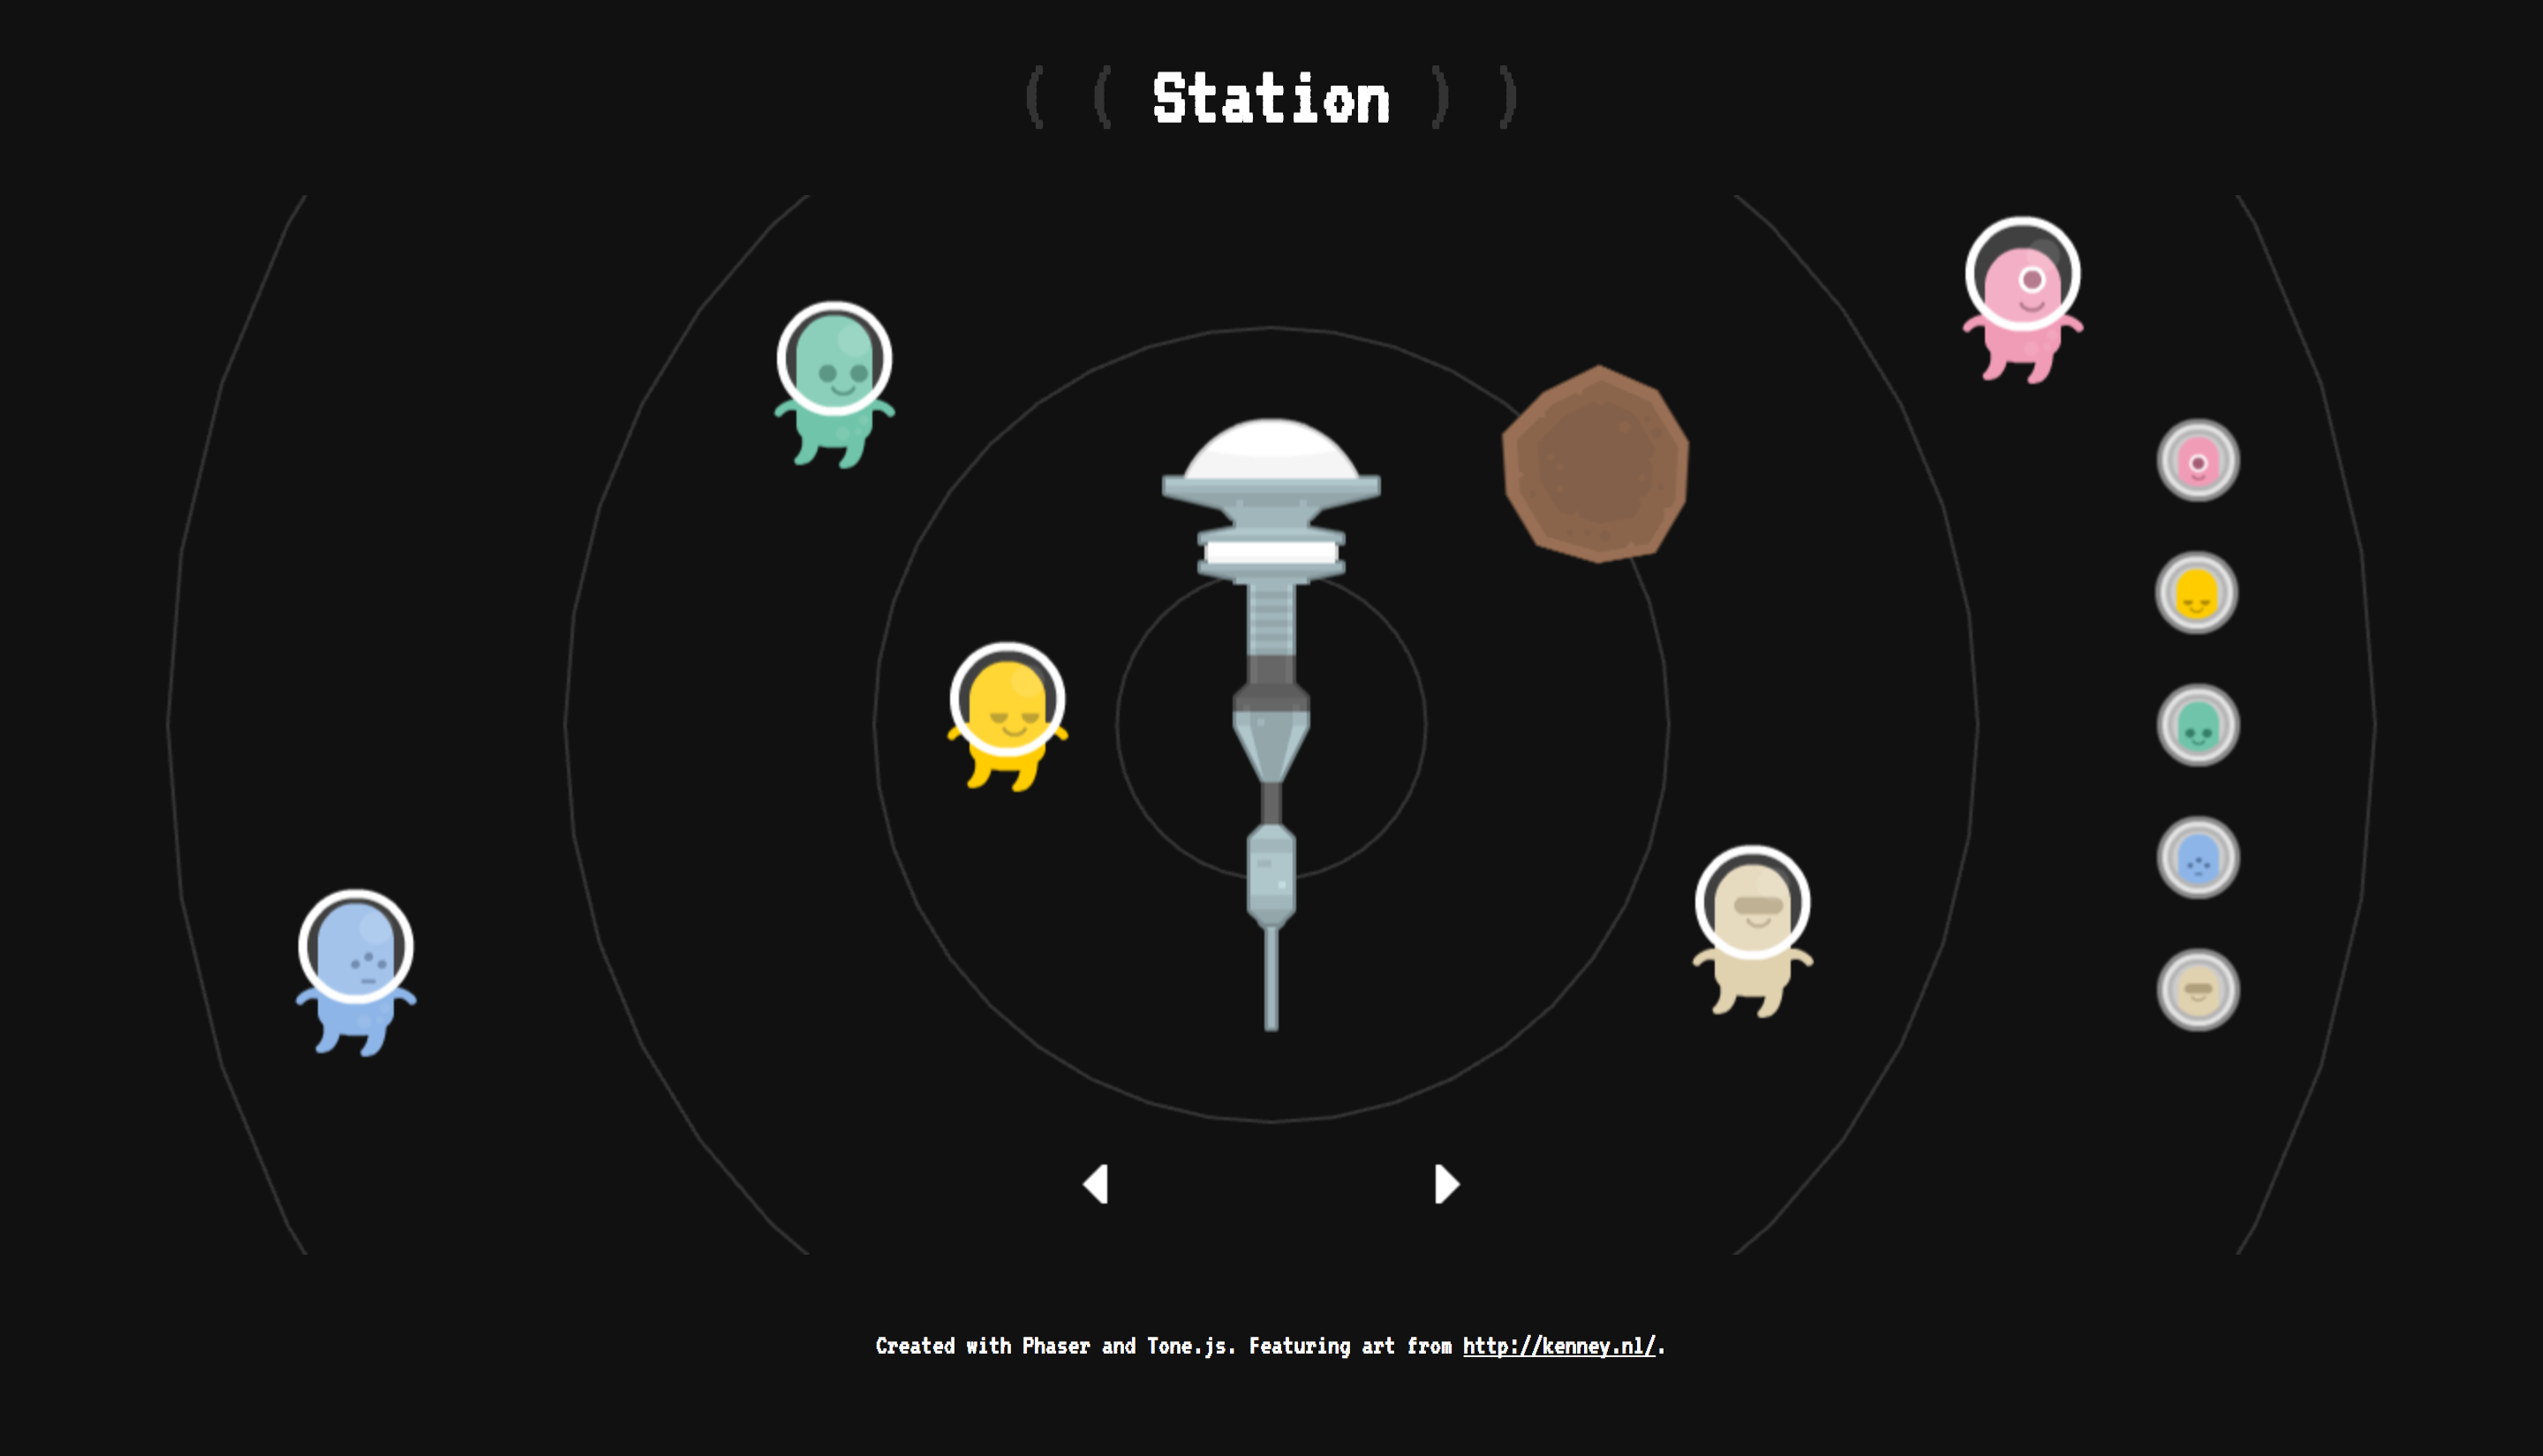 ( ( Station ) )
Created with Phaser and Tone.js. Featuring art from http://kenney.nl/.